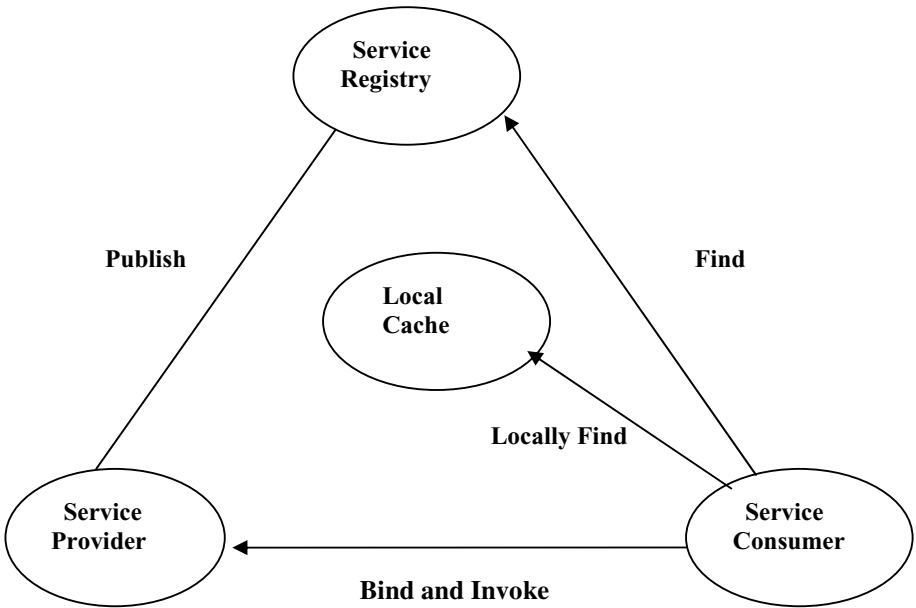 Service
Registry
Publish
Find
Local
Cache
Locally Find
Service
Provider
Service
Consumer
Bind and Invoke